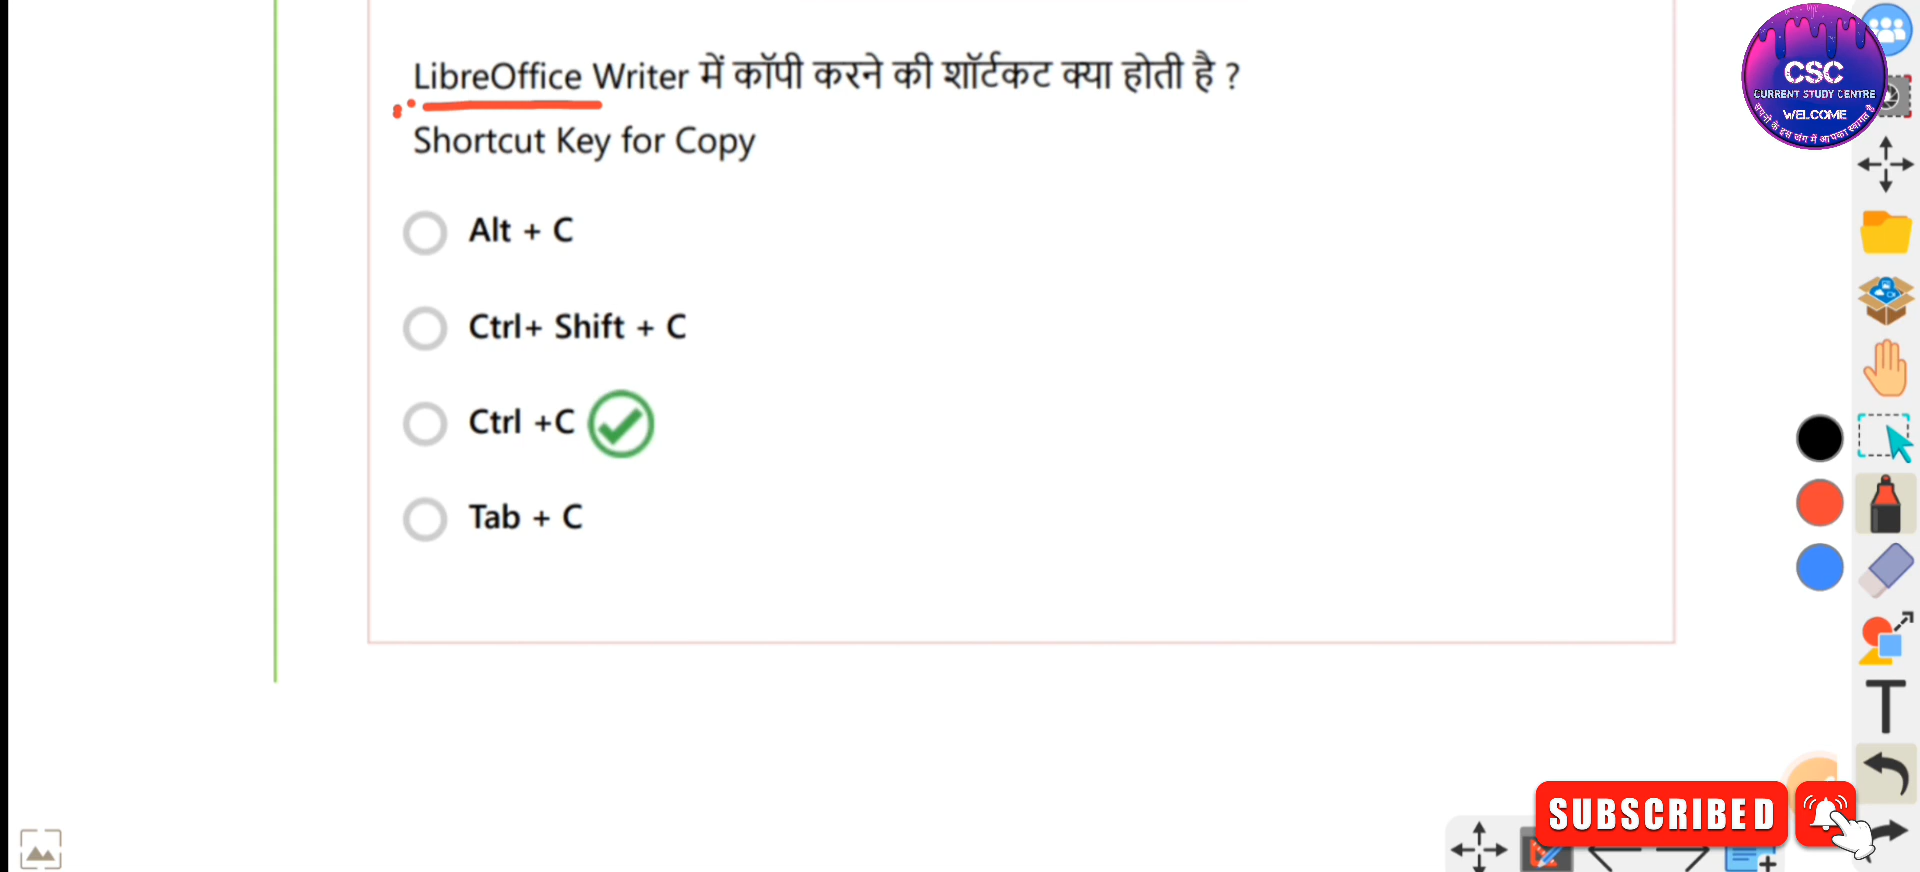 LibreOffice Writer में कॉपी करने की शॉर्टकट क्या होती है ?
Shortcut Key for Copy
Alt + C
Ctrl+ Shift + C
Ctrl +C
Tab + C
CSC
CURRENT STUDY CENTRE
WELCOME
SUBSCRIBED